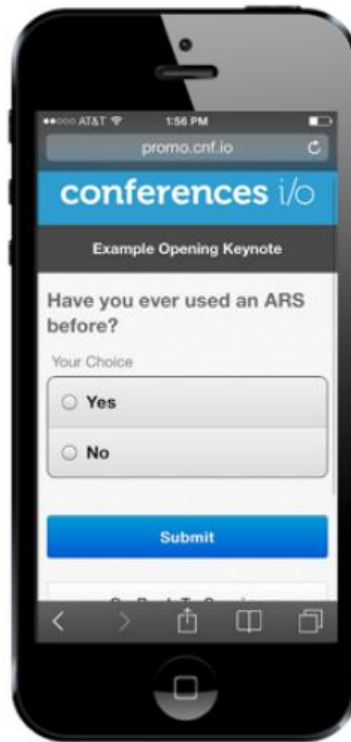 AT&T 1:56 PM
promo.cnf.io
conferences i/o
Example Opening Keynote
Have you ever used an ARS
before?
Your Choice
Yes
No
Submit